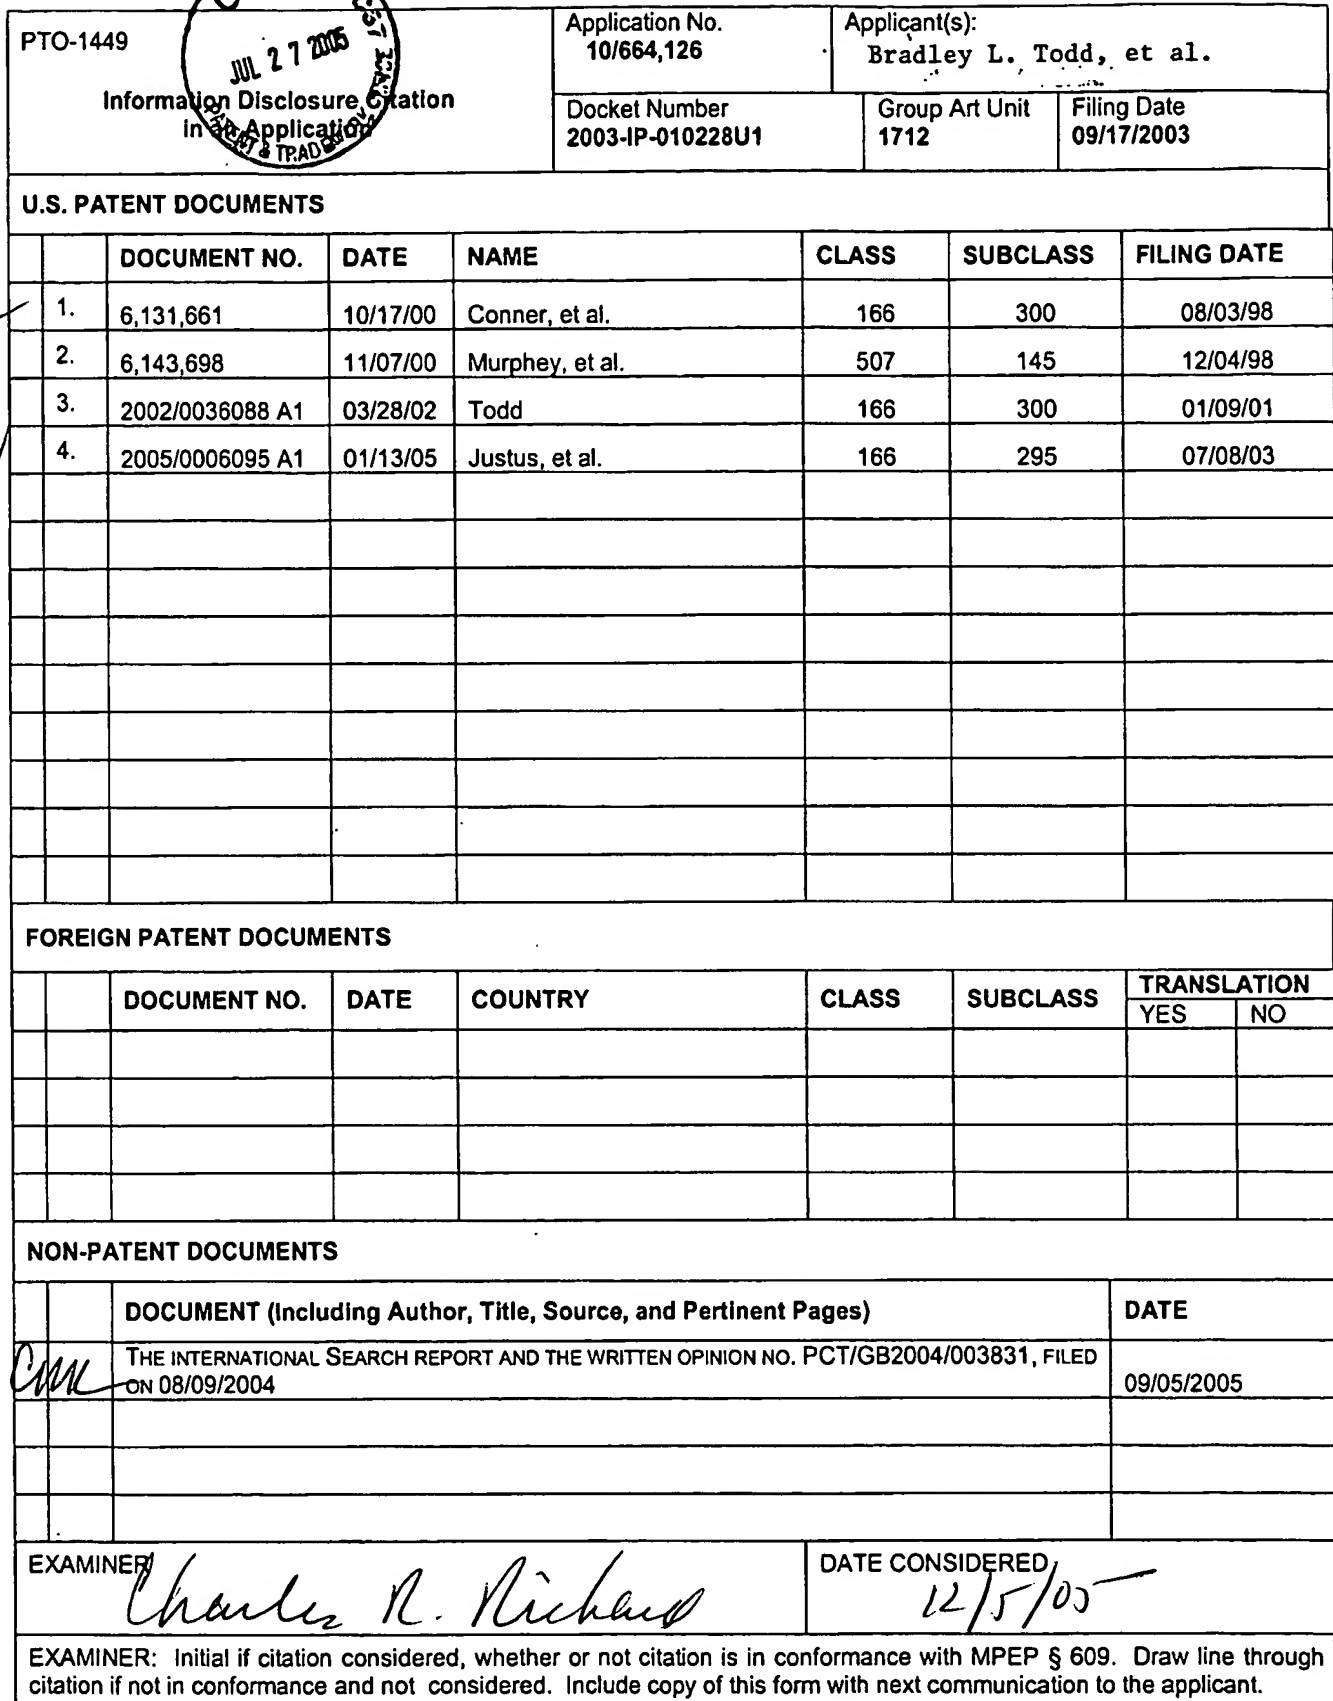 PTO-1449
JUL 27 2005
PATENT & TRADEMARK
Information Disclosure Citation
in Application
Application No.
10/664,126
Applicant(s):
Bradley L. Todd, et al.
Docket Number
2003-IP-010228U1
Group Art Unit
1712
Filing Date
09/17/2003
U.S. PATENT DOCUMENTS
DOCUMENT NO. DATE NAME CLASS SUBCLASS FILING DATE
1. 6,131,661 10/17/00 Conner, et al. 166 300 08/03/98
2. 6,143,698 11/07/00 Murphey, et al. 507 145 12/04/98
3. 2002/0036088 A1 03/28/02 Todd 166 300 01/09/01
4. 2005/0006095 A1 01/13/05 Justus, et al. 166 295 07/08/03
FOREIGN PATENT DOCUMENTS
DOCUMENT NO. DATE COUNTRY CLASS SUBCLASS TRANSLATION
YES NO
NON-PATENT DOCUMENTS
DOCUMENT (Including Author, Title, Source, and Pertinent Pages) DATE
THE INTERNATIONAL SEARCH REPORT AND THE WRITTEN OPINION NO. PCT/GB2004/003831, FILED
ON 08/09/2004 09/05/2005
EXAMINER Charles R. Richard
DATE CONSIDERED 12/5/05
EXAMINER: Initial if citation considered, whether or not citation is in conformance with MPEP § 609. Draw line through
citation if not in conformance and not considered. Include copy of this form with next communication to the applicant.